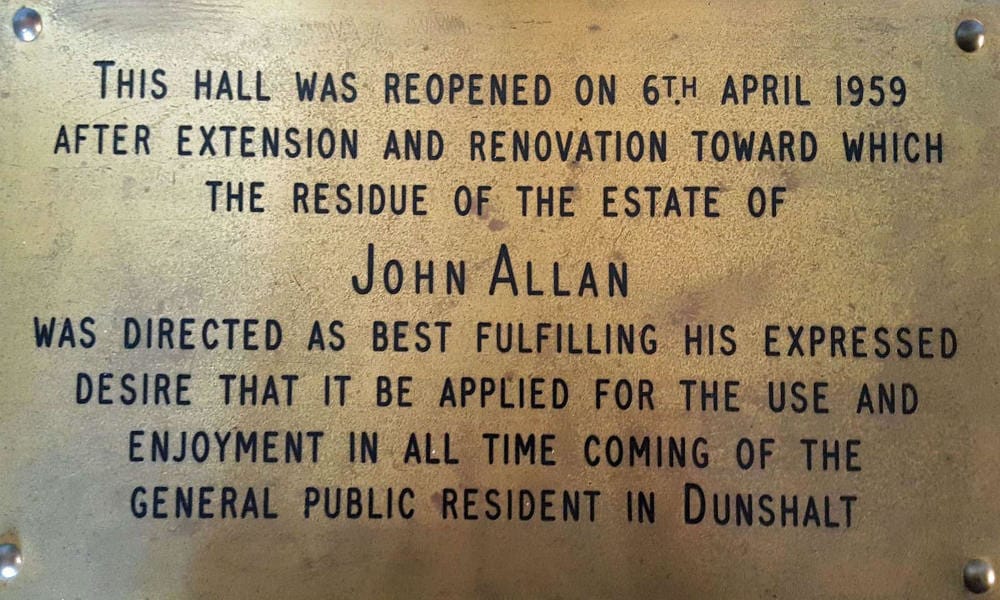 THIS HALL WAS REOPENED ON 6TH APRIL 1959
AFTER EXTENSION AND RENOVATION TOWARD WHICH
THE RESIDUE OF THE ESTATE OF
JOHN ALLAN
WAS DIRECTED AS BEST FULFILLING HIS EXPRESSED
DESIRE THAT IT BE APPLIED FOR THE USE AND
ENJOYMENT IN ALL TIME COMING OF THE
GENERAL PUBLIC RESIDENT IN DUNSHALT